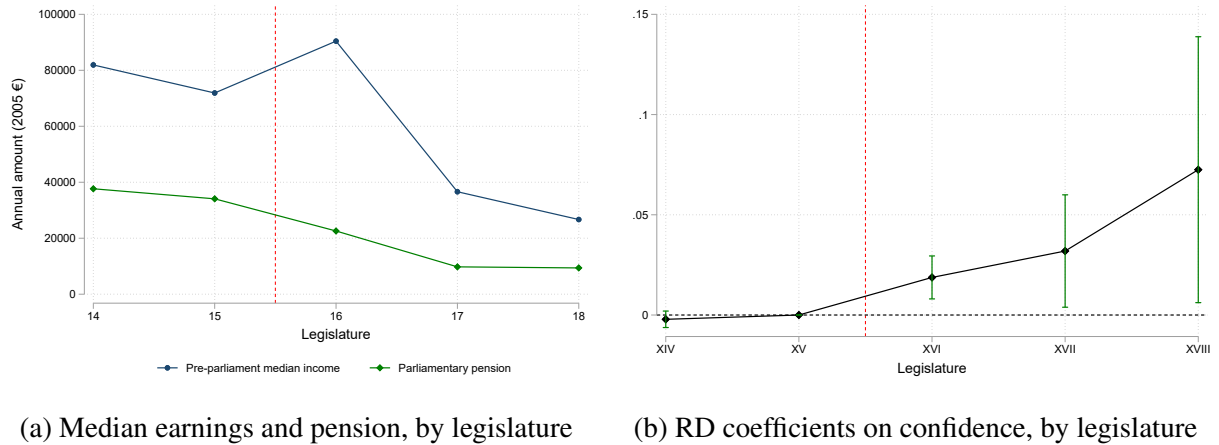 100000
80000
60000
40000
20000
0
Annual amount (2005 €)
14 15 16 17 18
Legislature
Pre-parliament median income Parliamentary pension
(a) Median earnings and pension, by legislature
.15
.1
.05
0
XIV XV XVI XVII XVIII
Legislature
(b) RD coefficients on confidence, by legislature